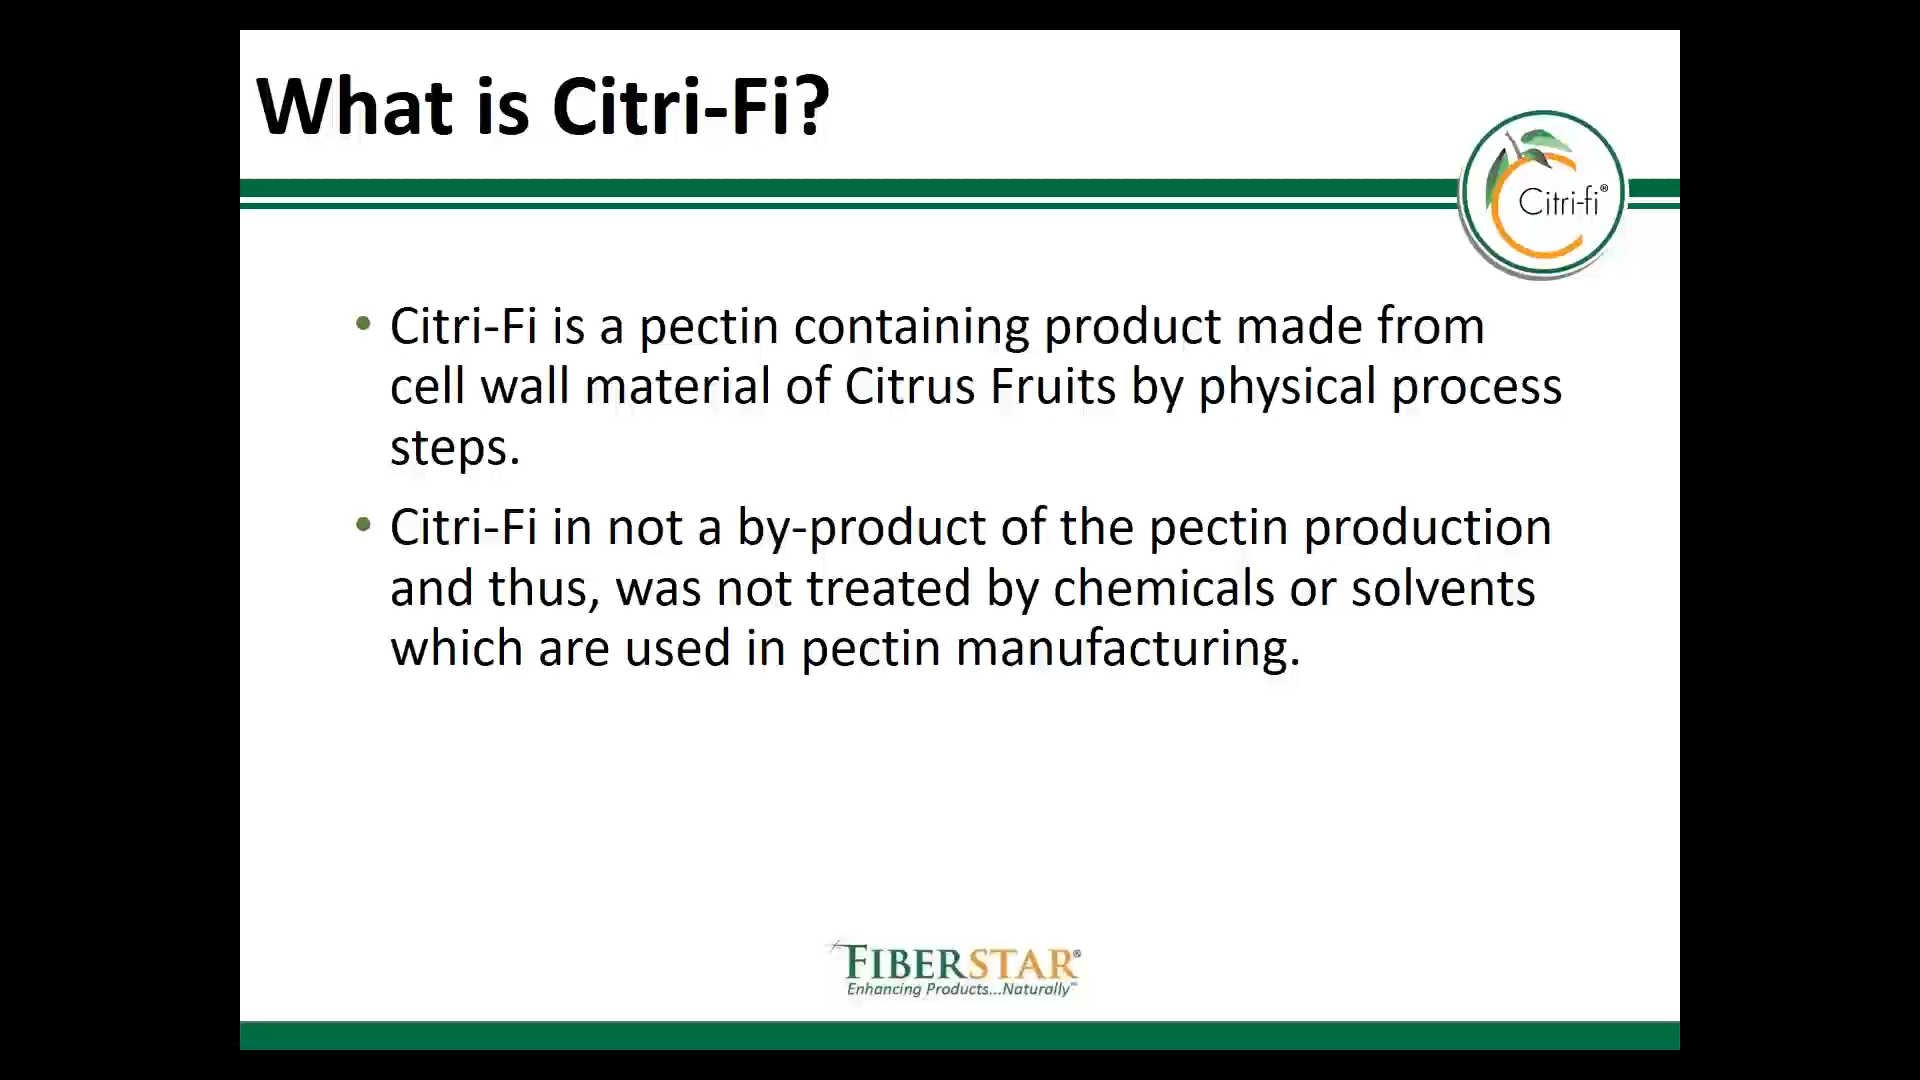 What is Citri-Fi?
Citri-fi®
• Citri-Fi is a pectin containing product made from
cell wall material of Citrus Fruits by physical process
steps.
• Citri-Fi in not a by-product of the pectin production
and thus, was not treated by chemicals or solvents
which are used in pectin manufacturing.
FIBERSTAR®
Enhancing Products...Naturally℠